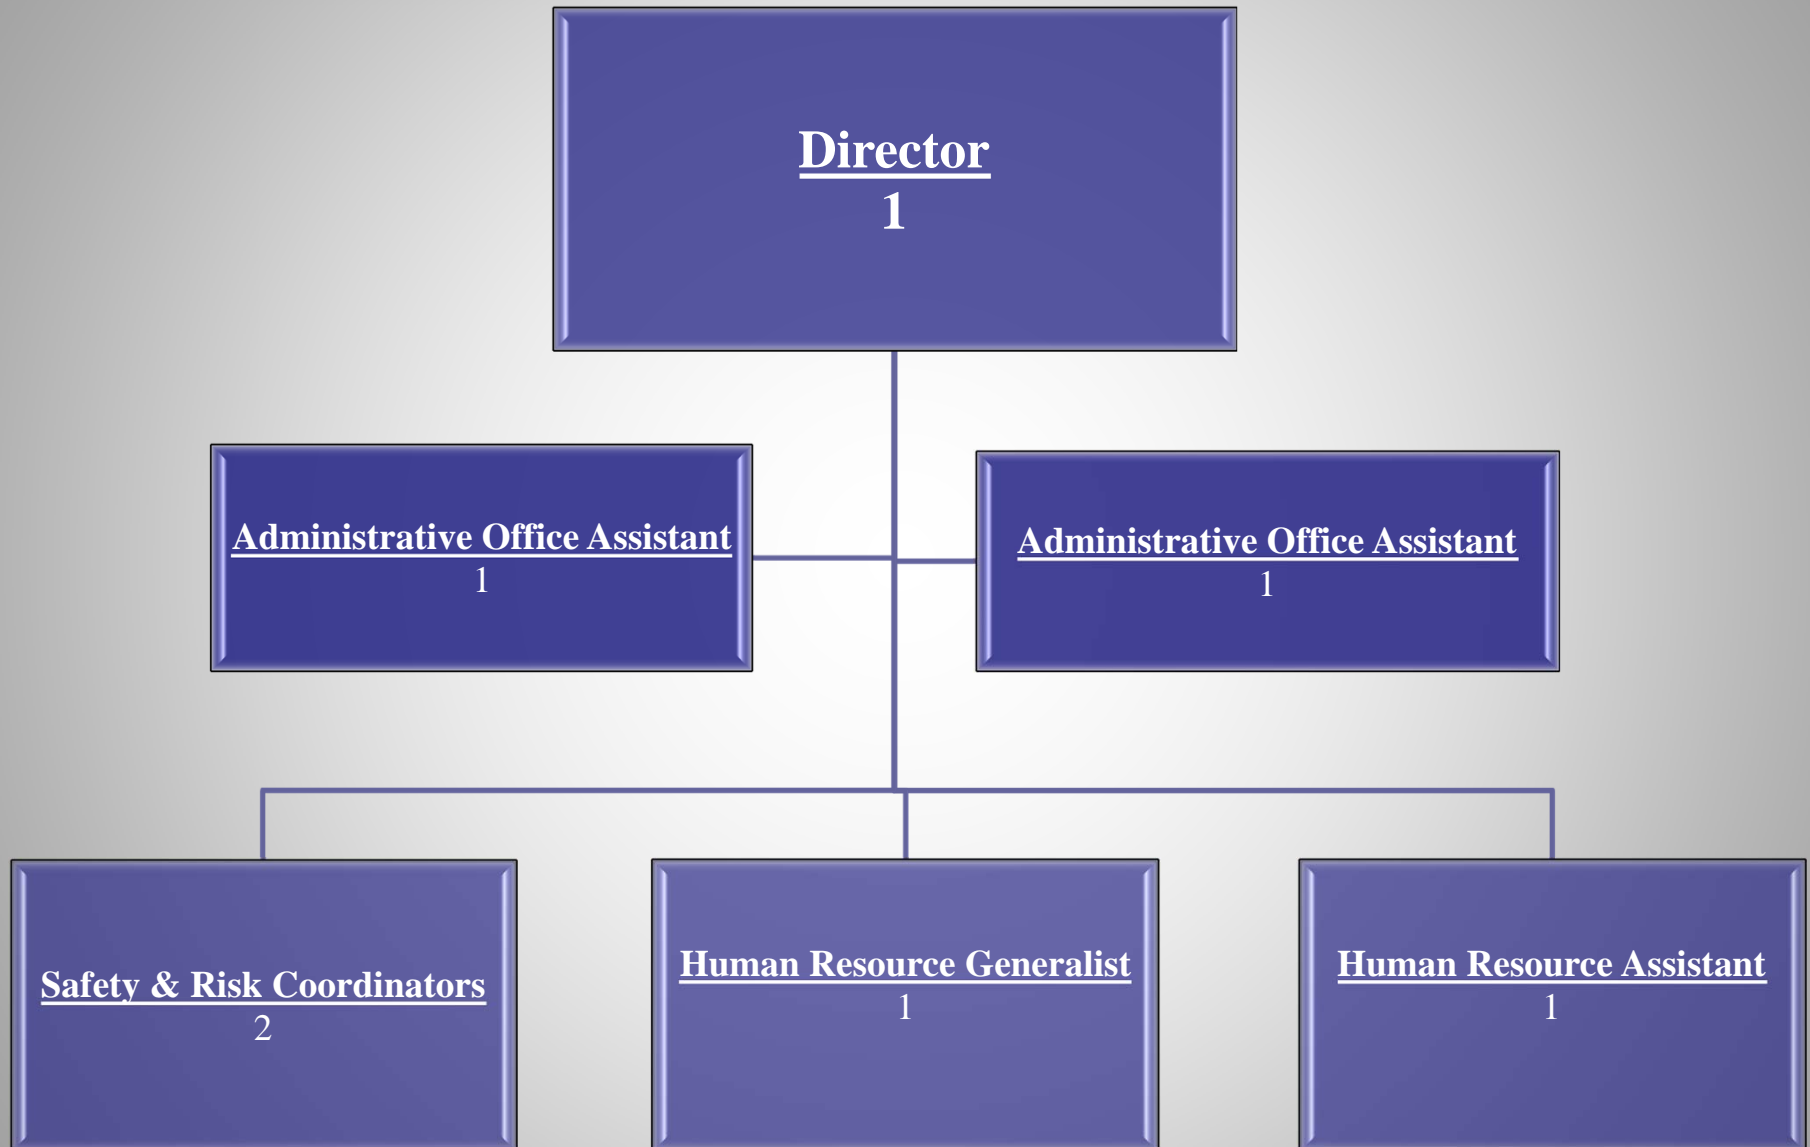 Director
1
Administrative Office Assistant
1
Administrative Office Assistant
1
Safety & Risk Coordinators
2
Human Resource Generalist
1
Human Resource Assistant
1